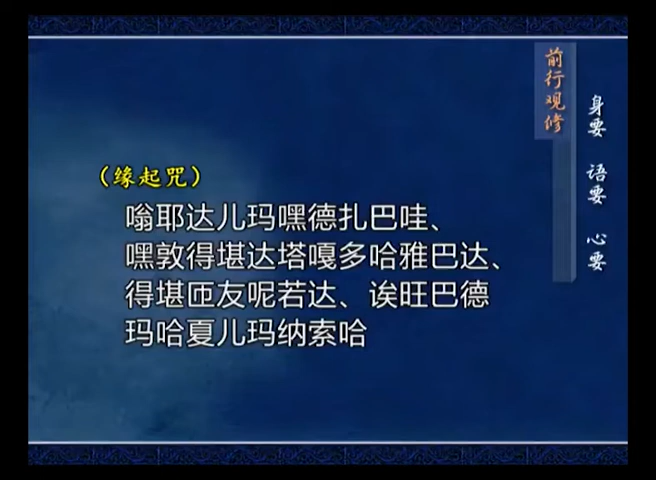 前行观修
身要 语要 心要
（缘起咒）
嗡耶达儿玛嘿德扎巴哇、
嘿敦得堪达塔嘎多哈雅巴达、
得堪匝友呢若达、诶旺巴德
玛哈夏儿玛纳索哈